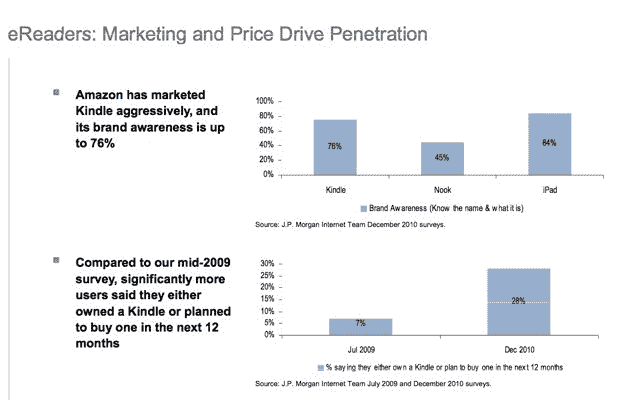 eReaders: Marketing and Price Drive Penetration
Amazon has marketed
Kindle aggressively, and
its brand awareness is up
to 76%
100%
80%
60%
40%
20%
0%
76%
45%
84%
Kindle
Nook
iPad
Brand Awareness (Know the name & what it is)
Source: J.P. Morgan Internet Team December 2010 surveys.
Compared to our mid-2009
survey, significantly more
users said they either
owned a Kindle or planned
to buy one in the next 12
months
30%
25%
20%
15%
10%
5%
0%
7%
28%
Jul 2009
Dec 2010
% saying they either own a Kindle or plan to buy one in the next 12 months
Source: J.P. Morgan Internet Team July 2009 and December 2010 surveys.